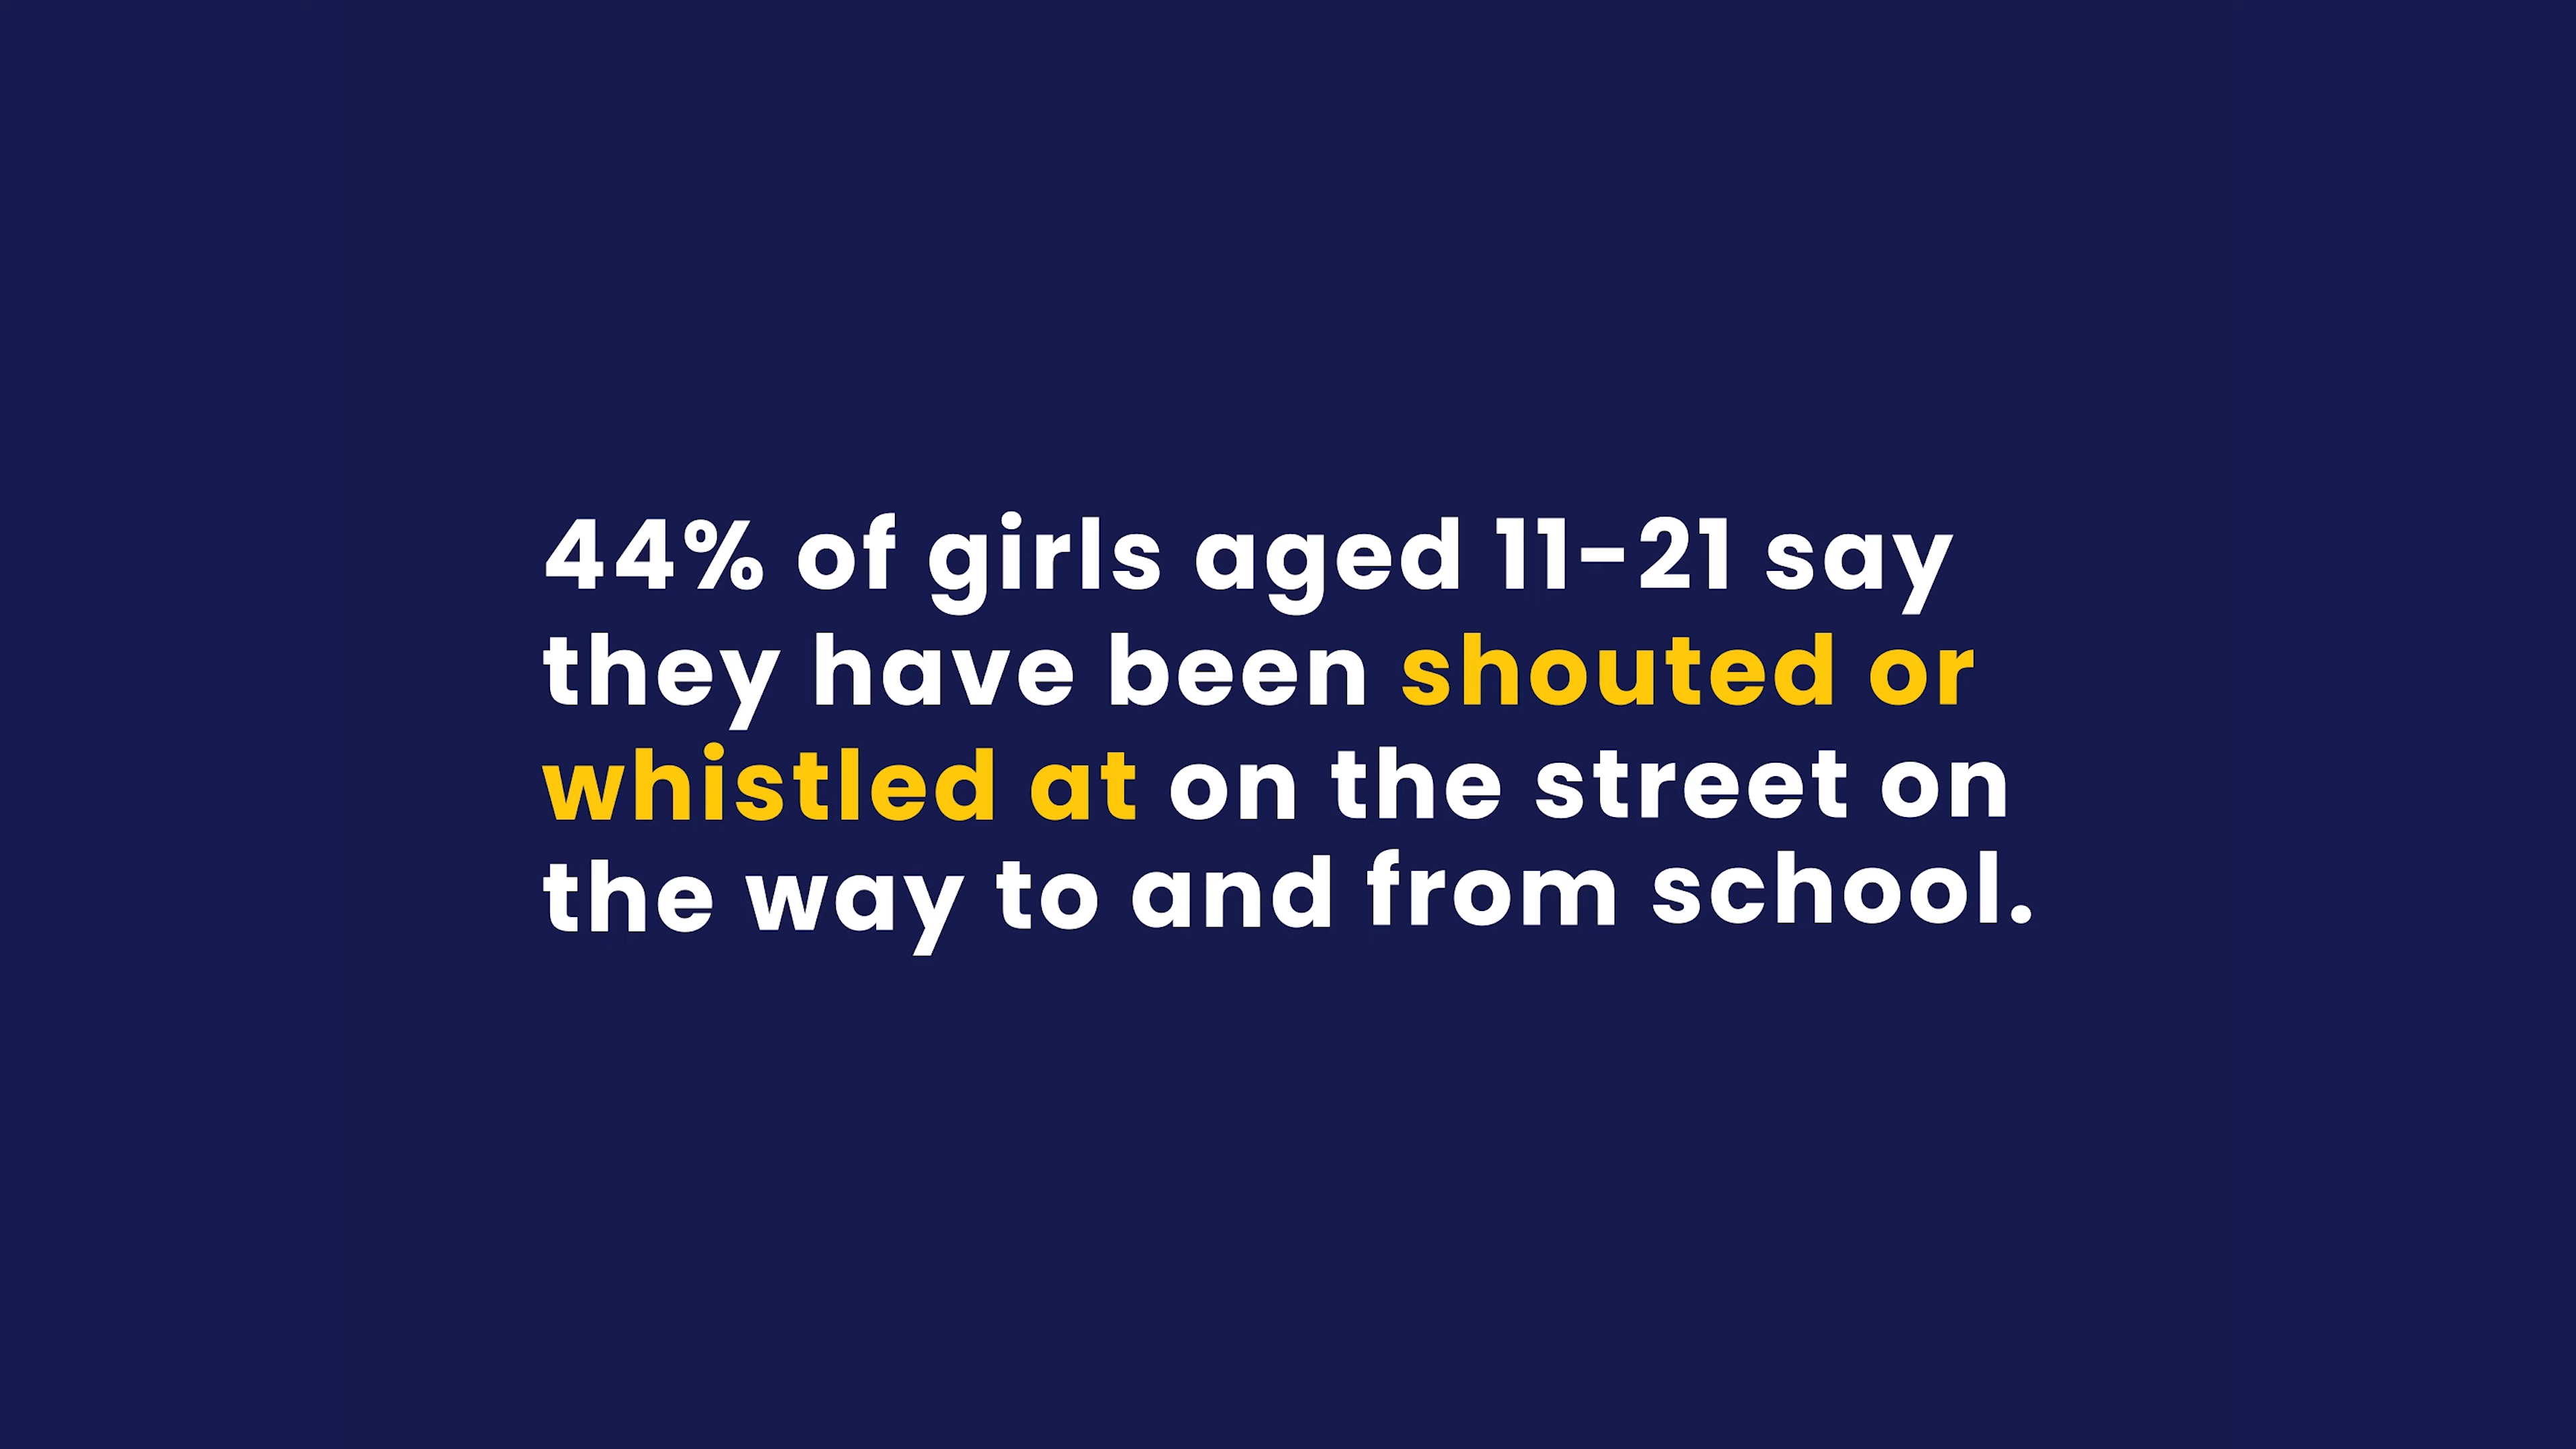 44% of girls aged 11-21 say
they have been shouted or
whistled at on the street on
the way to and from school.